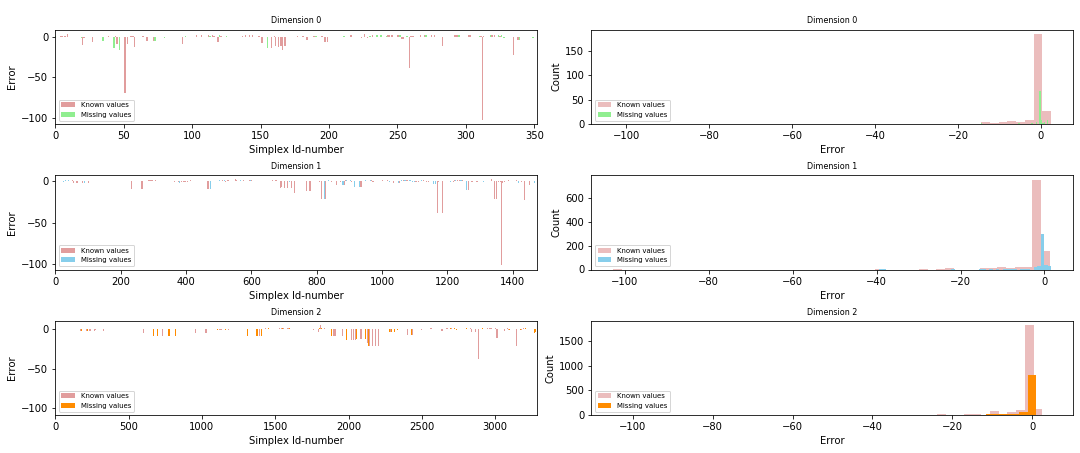 Dimension 0
0
−50
−100
Error
Known values
Missing values
0 50 100 150 200 250 300 350
Simplex Id-number
Dimension 0
150
100
50
0
Count
Known values
Missing values
−100 −80 −60 −40 −20 0
Error
Dimension 1
0
−50
−100
Error
Known values
Missing values
0 200 400 600 800 1000 1200 1400
Simplex Id-number
Dimension 1
600
400
200
0
Count
Known values
Missing values
−100 −80 −60 −40 −20 0
Error
Dimension 2
0
−50
−100
Error
Known values
Missing values
0 500 1000 1500 2000 2500 3000
Simplex Id-number
Dimension 2
1500
1000
500
0
Count
Known values
Missing values
−100 −80 −60 −40 −20 0
Error